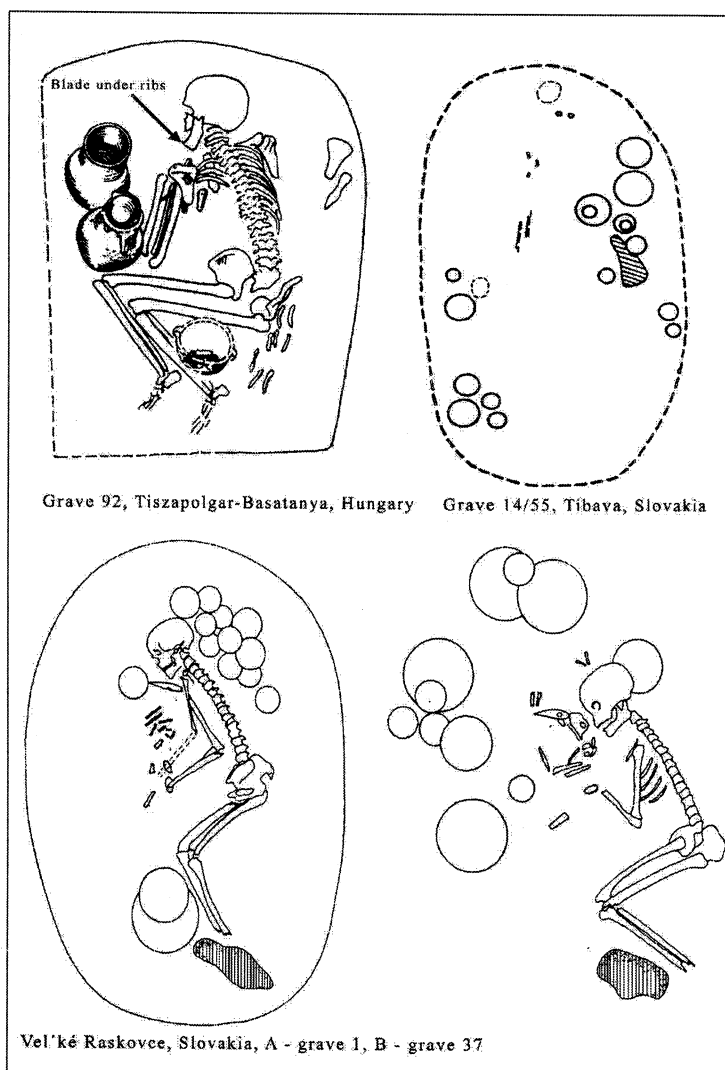 Blade under ribs
Grave 92, Tiszapolgar-Basatanya, Hungary
Grave 14/55, Tibava, Slovakia
Vel'ké Raskovce, Slovakia, A - grave 1, B - grave 37